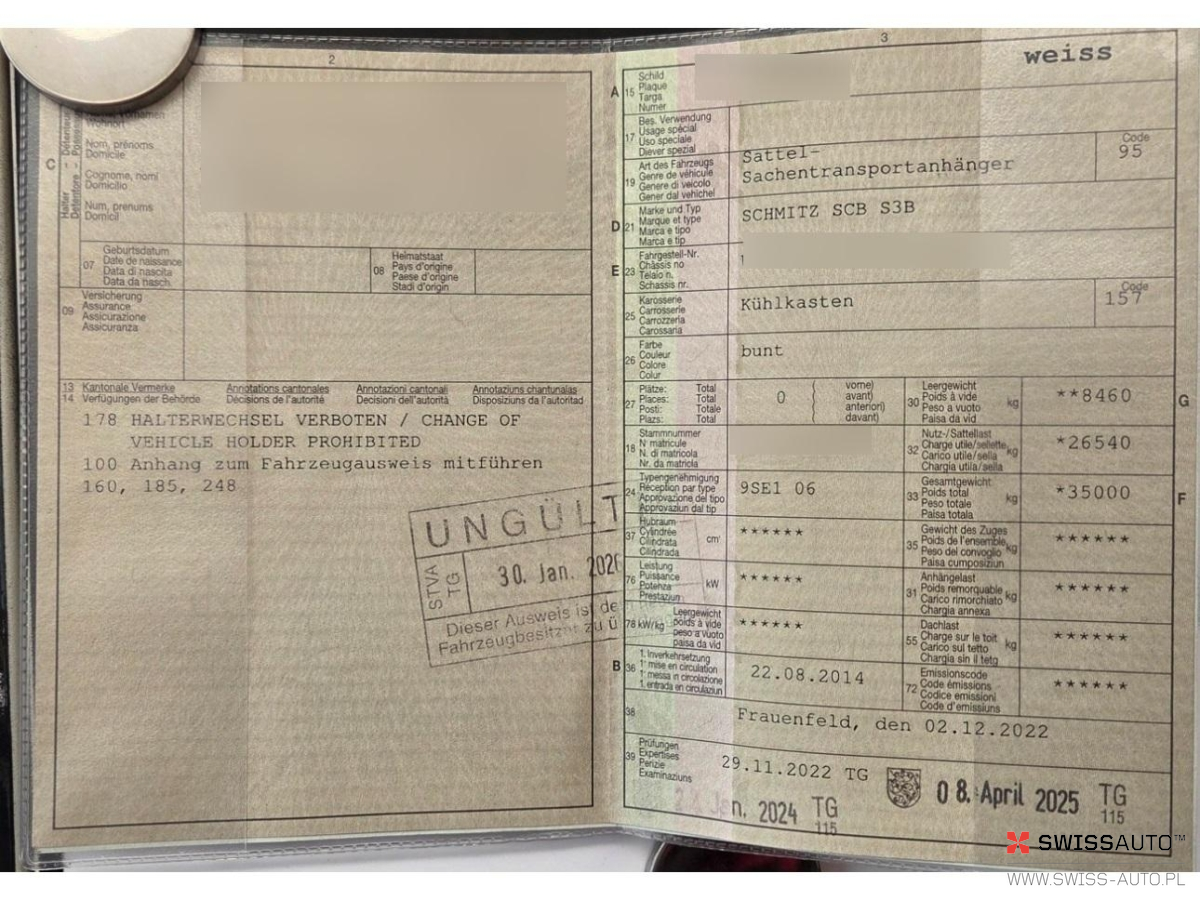 2
C
Halter - Détenteur
Detentore - Possess
Nom, prénoms
Domicile
Cognome, nomi
Domicilio
Num, prenums
Domicil
07 Geburtsdatum
Date de naissance
Data di nascita
Data da nasch.
08 Heimatstaat
Pays d'origine
Paese d'origine
Stadi d'origin
09 Versicherung
Assurance
Assicurazione
Assicuranza
13 Kantonale Vermerke Annotations cantonales Annotazioni cantonali Annotaziuns chantunalas
14 Verfügungen der Behörde Décisions de l'autorité Decisioni dell'autorità Disposiziuns da l'autoritad
178 HALTERWECHSEL VERBOTEN / CHANGE OF
VEHICLE HOLDER PROHIBITED
100 Anhang zum Fahrzeugausweis mitführen
160, 185, 248
UNGÜLT
STVA TG
30. Jan. 2026
Dieser Ausweis ist de
Fahrzeugbesitzer zu ü
3
weiss
A 15 Schild
Plaque
Targa
Numer
17 Bes. Verwendung
Usage spécial
Uso speciale
Diever spezial
19 Art des Fahrzeugs
Genre de véhicule
Genere di veicolo
Gener dal vehichel
Sattel-
Sachentransportanhänger
Code
95
D 21 Marke und Typ
Marque et type
Marca e tipo
Marca e tip
SCHMITZ SCB S3B
E 23 Fahrgestell-Nr.
Châssis no
Telaio n.
Schassis nr.
25 Karosserie
Carrosserie
Carrozzeria
Carossaria
Kühlkasten
Code
157
26 Farbe
Couleur
Colore
Colur
bunt
27 Plätze: Total
Places: Total
Posti: Totale
Plazs: Total
0
vorne)
avant)
anteriori)
davant)
30 Leergewicht
Poids à vide
Peso a vuoto
Paisa da vid
kg
**8460
G
18 Stammnummer
N° matricule
N. di matricola
Nr. da matricla
32 Nutz-/Sattellast
Charge utile/sellette
Carico utile/sella
Chargia utila/sella
kg
*26540
24 Typengenehmigung
Réception par type
Approvazione del tipo
Approvaziun dal tip
9SE1 06
33 Gesamtgewicht
Poids total
Peso totale
Paisa totala
kg
*35000
F
37 Hubraum
Cylindrée
Cilindrata
Cilindrada
cm³
******
35 Gewicht des Zuges
Poids de l'ensemble
Peso del convoglio
Paisa cumposiziun
kg
******
76 Leistung
Puissance
Potenza
Prestaziun
kW
******
31 Anhängelast
Poids remorquable
Carico rimorchiato
Chargia annexa
kg
******
78 kW/kg Leergewicht
poids à vide
peso a vuoto
paisa da vid
******
55 Dachlast
Charge sur le toit
Carico sul tetto
Chargia sin il tetg
kg
******
B 36 1. Inverkehrsetzung
1re mise en circulation
1a messa in circolazione
1. entrada en circulaziun
22.08.2014
72 Emissionscode
Code émissions
Codice emissioni
Code d'emissiuns
******
38
Frauenfeld, den 02.12.2022
39 Prüfungen
Expertises
Perizie
Examinaziuns
29.11.2022 TG
Jan. 2024 TG
115
08. April 2025 TG
115
SWISSAUTO™
WWW.SWISS-AUTO.PL